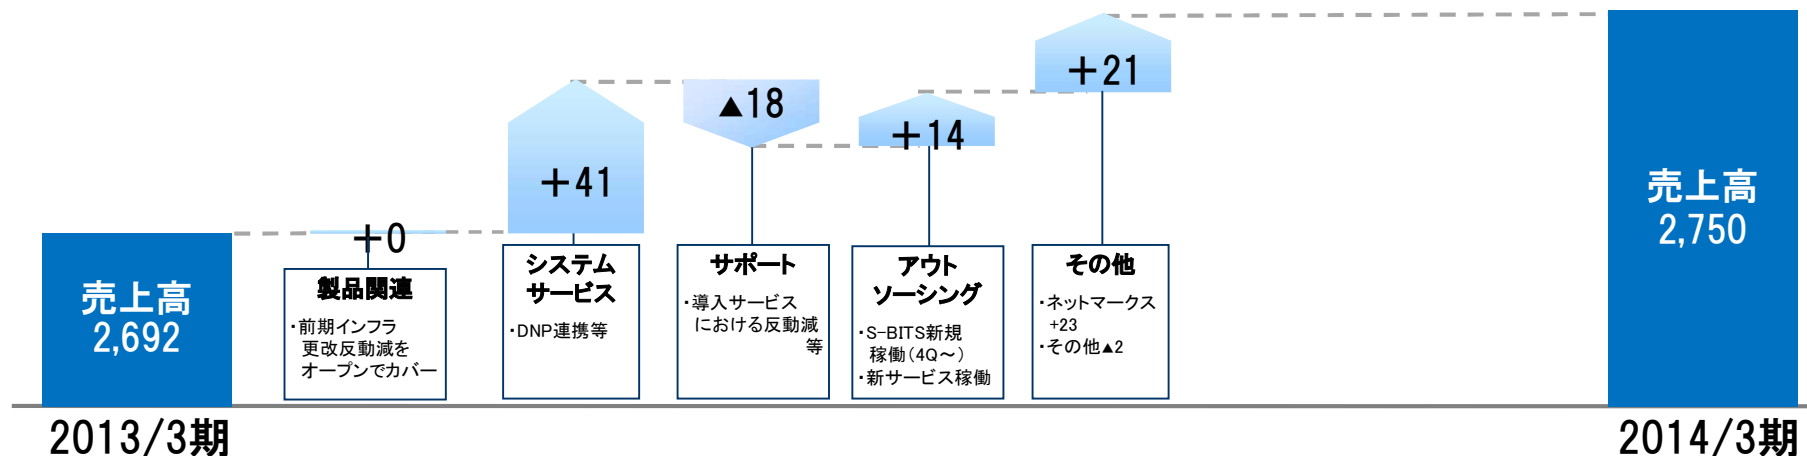 売上高
2,692
2013/3期
+0
製品関連
・前期インフラ
更改反動減を
オープンでカバー
+41
システム
サービス
・DNP連携等
▲18
サポート
・導入サービス
における反動減
等
+14
アウト
ソーシング
・S-BITS新規
稼働(4Q～)
・新サービス稼働
+21
その他
・ネットマークス
+23
・その他▲2
売上高
2,750
2014/3期